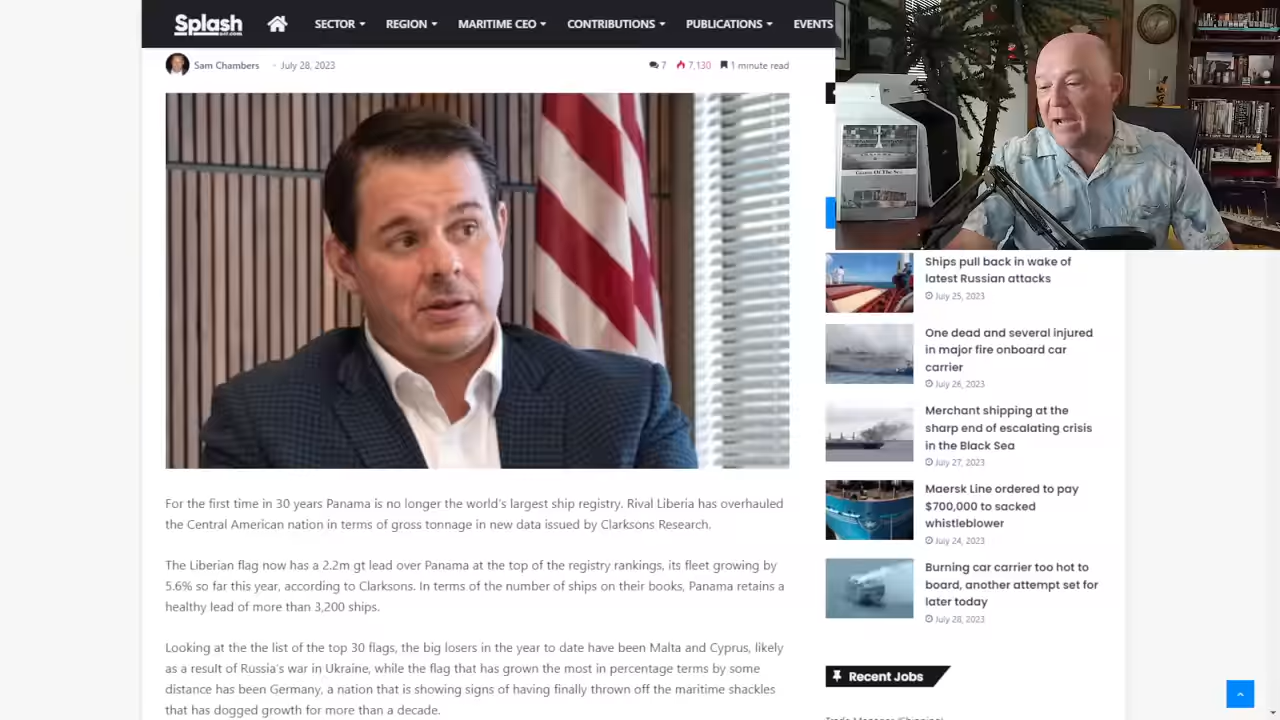 Splash
247.com
SECTOR
REGION
MARITIME CEO
CONTRIBUTIONS
PUBLICATIONS
EVENTS
Sam Chambers - July 28, 2023
7 7,130 1 minute read
For the first time in 30 years Panama is no longer the world's largest ship registry. Rival Liberia has overhauled
the Central American nation in terms of gross tonnage in new data issued by Clarksons Research.
The Liberian flag now has a 2.2m gt lead over Panama at the top of the registry rankings, its fleet growing by
5.6% so far this year, according to Clarksons. In terms of the number of ships on their books, Panama retains a
healthy lead of more than 3,200 ships.
Looking at the the list of the top 30 flags, the big losers in the year to date have been Malta and Cyprus, likely
as a result of Russia's war in Ukraine, while the flag that has grown the most in percentage terms by some
distance has been Germany, a nation that is showing signs of having finally thrown off the maritime shackles
that has dogged growth for more than a decade.
Ships pull back in wake of
latest Russian attacks
July 25, 2023
One dead and several injured
in major fire onboard car
carrier
July 26, 2023
Merchant shipping at the
sharp end of escalating crisis
in the Black Sea
July 27, 2023
Maersk Line ordered to pay
$700,000 to sacked
whistleblower
July 24, 2023
Burning car carrier too hot to
board, another attempt set for
later today
July 28, 2023
Recent Jobs